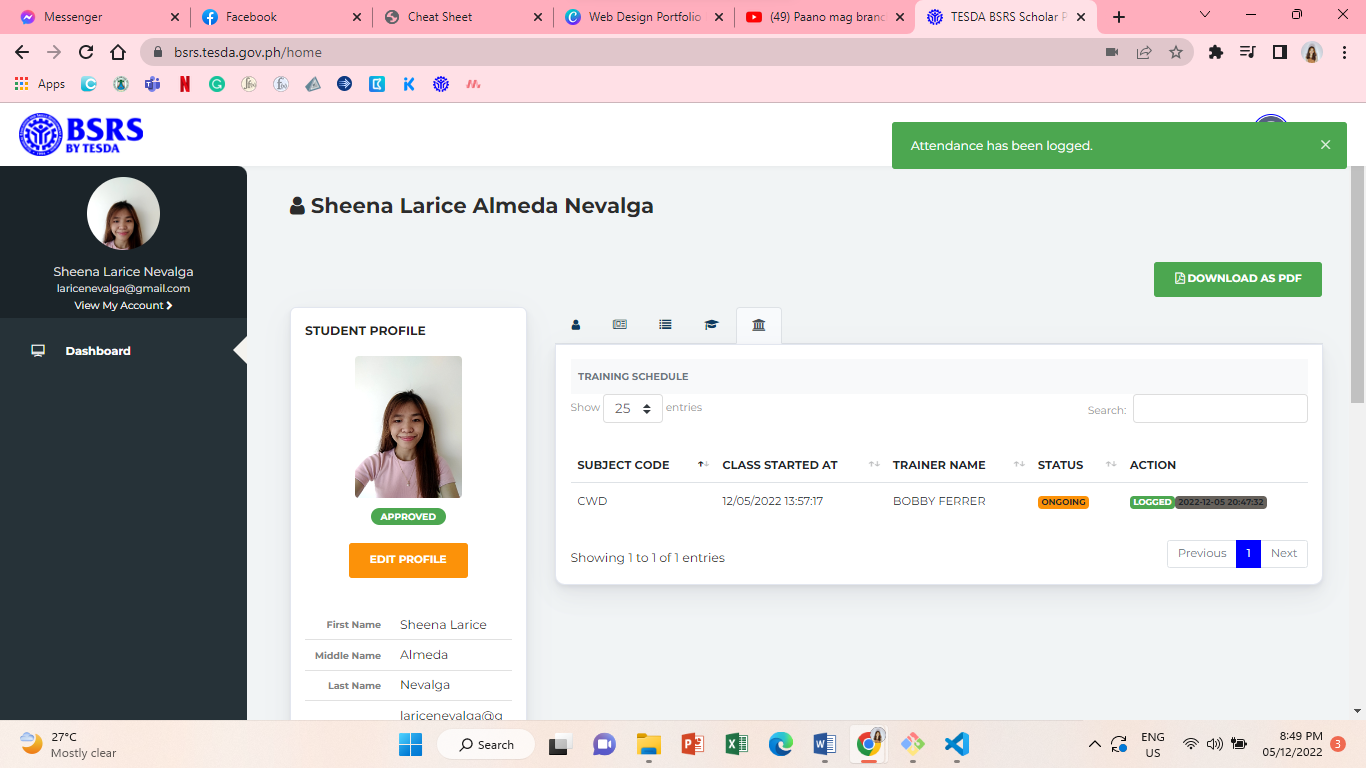 Messenger
Facebook
Cheat Sheet
Web Design Portfolio
(49) Paano mag branc
TESDA BSRS Scholar P
bsrs.tesda.gov.ph/home
Apps
BSRS
BY TESDA
Attendance has been logged.
Sheena Larice Nevalga
laricenevalga@gmail.com
View My Account
Dashboard
Sheena Larice Almeda Nevalga
DOWNLOAD AS PDF
STUDENT PROFILE
APPROVED
EDIT PROFILE
First Name Sheena Larice
Middle Name Almeda
Last Name Nevalga
laricenevalga@g
TRAINING SCHEDULE
Show 25 entries
Search:
SUBJECT CODE CLASS STARTED AT TRAINER NAME STATUS ACTION
CWD 12/05/2022 13:57:17 BOBBY FERRER ONGOING LOGGED 2022-12-05 20:47:32
Showing 1 to 1 of 1 entries
Previous 1 Next
27°C
Mostly clear
Search
ENG
US
8:49 PM
05/12/2022
3